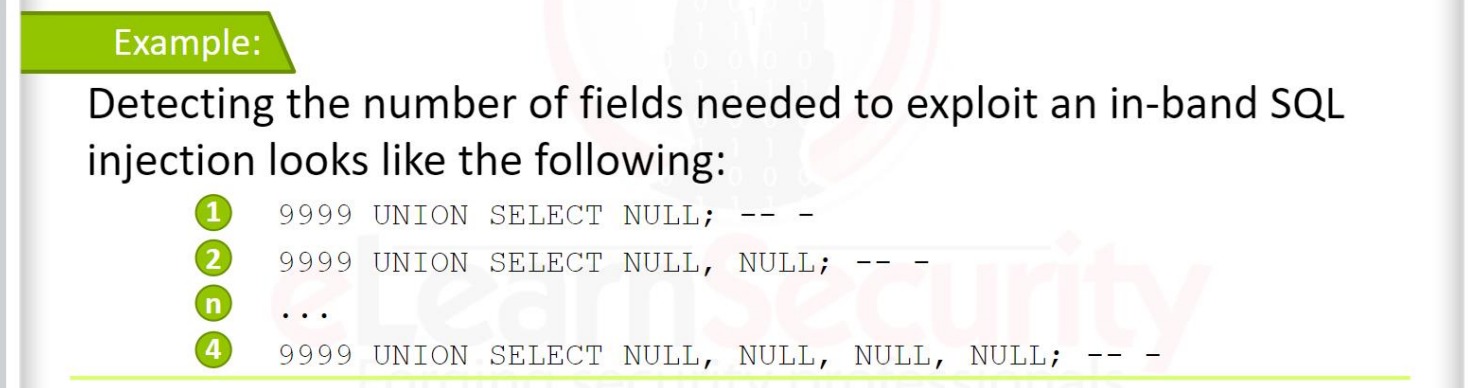 Example:
Detecting the number of fields needed to exploit an in-band SQL
injection looks like the following:
1 9999 UNION SELECT NULL; -- -
2 9999 UNION SELECT NULL, NULL; -- -
n ...
4 9999 UNION SELECT NULL, NULL, NULL, NULL; -- -
eLearnSecurity